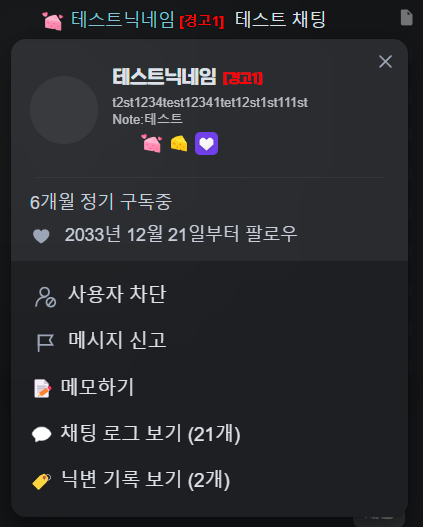 테스트닉네임 [경고1] 테스트 채팅
테스트닉네임 [경고1]
t2st1234test12341tet12st1st111st
Note:테스트
6개월 정기 구독중
2033년 12월 21일부터 팔로우
사용자 차단
메시지 신고
메모하기
채팅 로그 보기 (21개)
닉변 기록 보기 (2개)